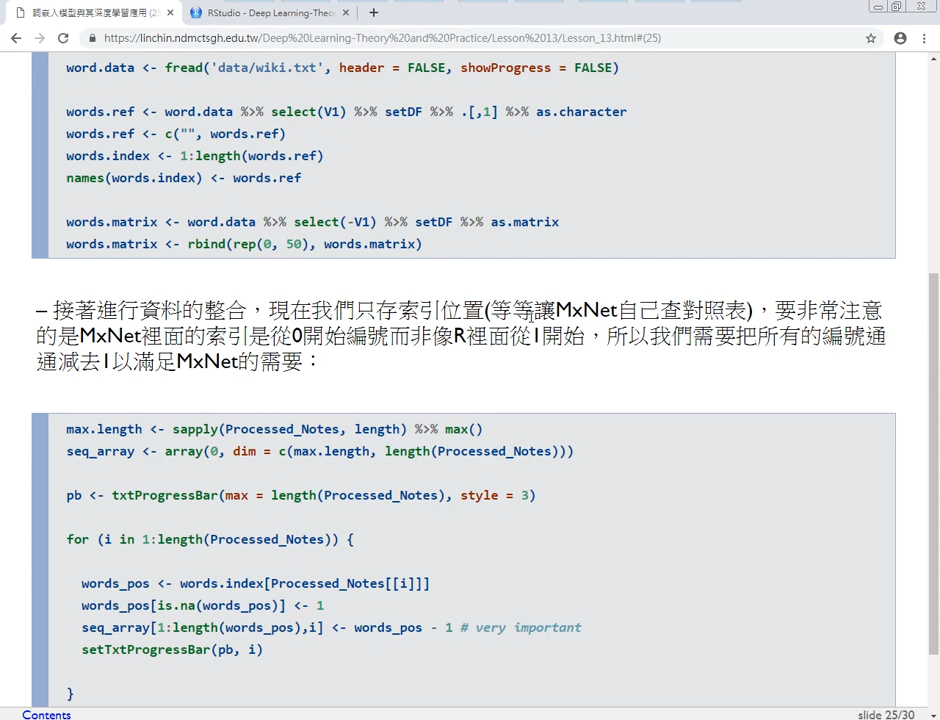 詞嵌入模型與其深度學習應用 (25
RStudio - Deep Learning-Theo
https://linchin.ndmctsgh.edu.tw/Deep%20Learning-Theory%20and%20Practice/Lesson%2013/Lesson_13.html#(25)
word.data <- fread('data/wiki.txt', header = FALSE, showProgress = FALSE)
words.ref <- word.data %>% select(V1) %>% setDF %>% .[,1] %>% as.character
words.ref <- c("", words.ref)
words.index <- 1:length(words.ref)
names(words.index) <- words.ref
words.matrix <- word.data %>% select(-V1) %>% setDF %>% as.matrix
words.matrix <- rbind(rep(0, 50), words.matrix)
– 接著進行資料的整合，現在我們只存索引位置(等等讓MxNet自己查對照表)，要非常注意
的是MxNet裡面的索引是從0開始編號而非像R裡面從1開始，所以我們需要把所有的編號通
通減去1以滿足MxNet的需要：
max.length <- sapply(Processed_Notes, length) %>% max()
seq_array <- array(0, dim = c(max.length, length(Processed_Notes)))
pb <- txtProgressBar(max = length(Processed_Notes), style = 3)
for (i in 1:length(Processed_Notes)) {
words_pos <- words.index[Processed_Notes[[i]]]
words_pos[is.na(words_pos)] <- 1
seq_array[1:length(words_pos),i] <- words_pos - 1 # very important
setTxtProgressBar(pb, i)
}
Contents
slide 25/30